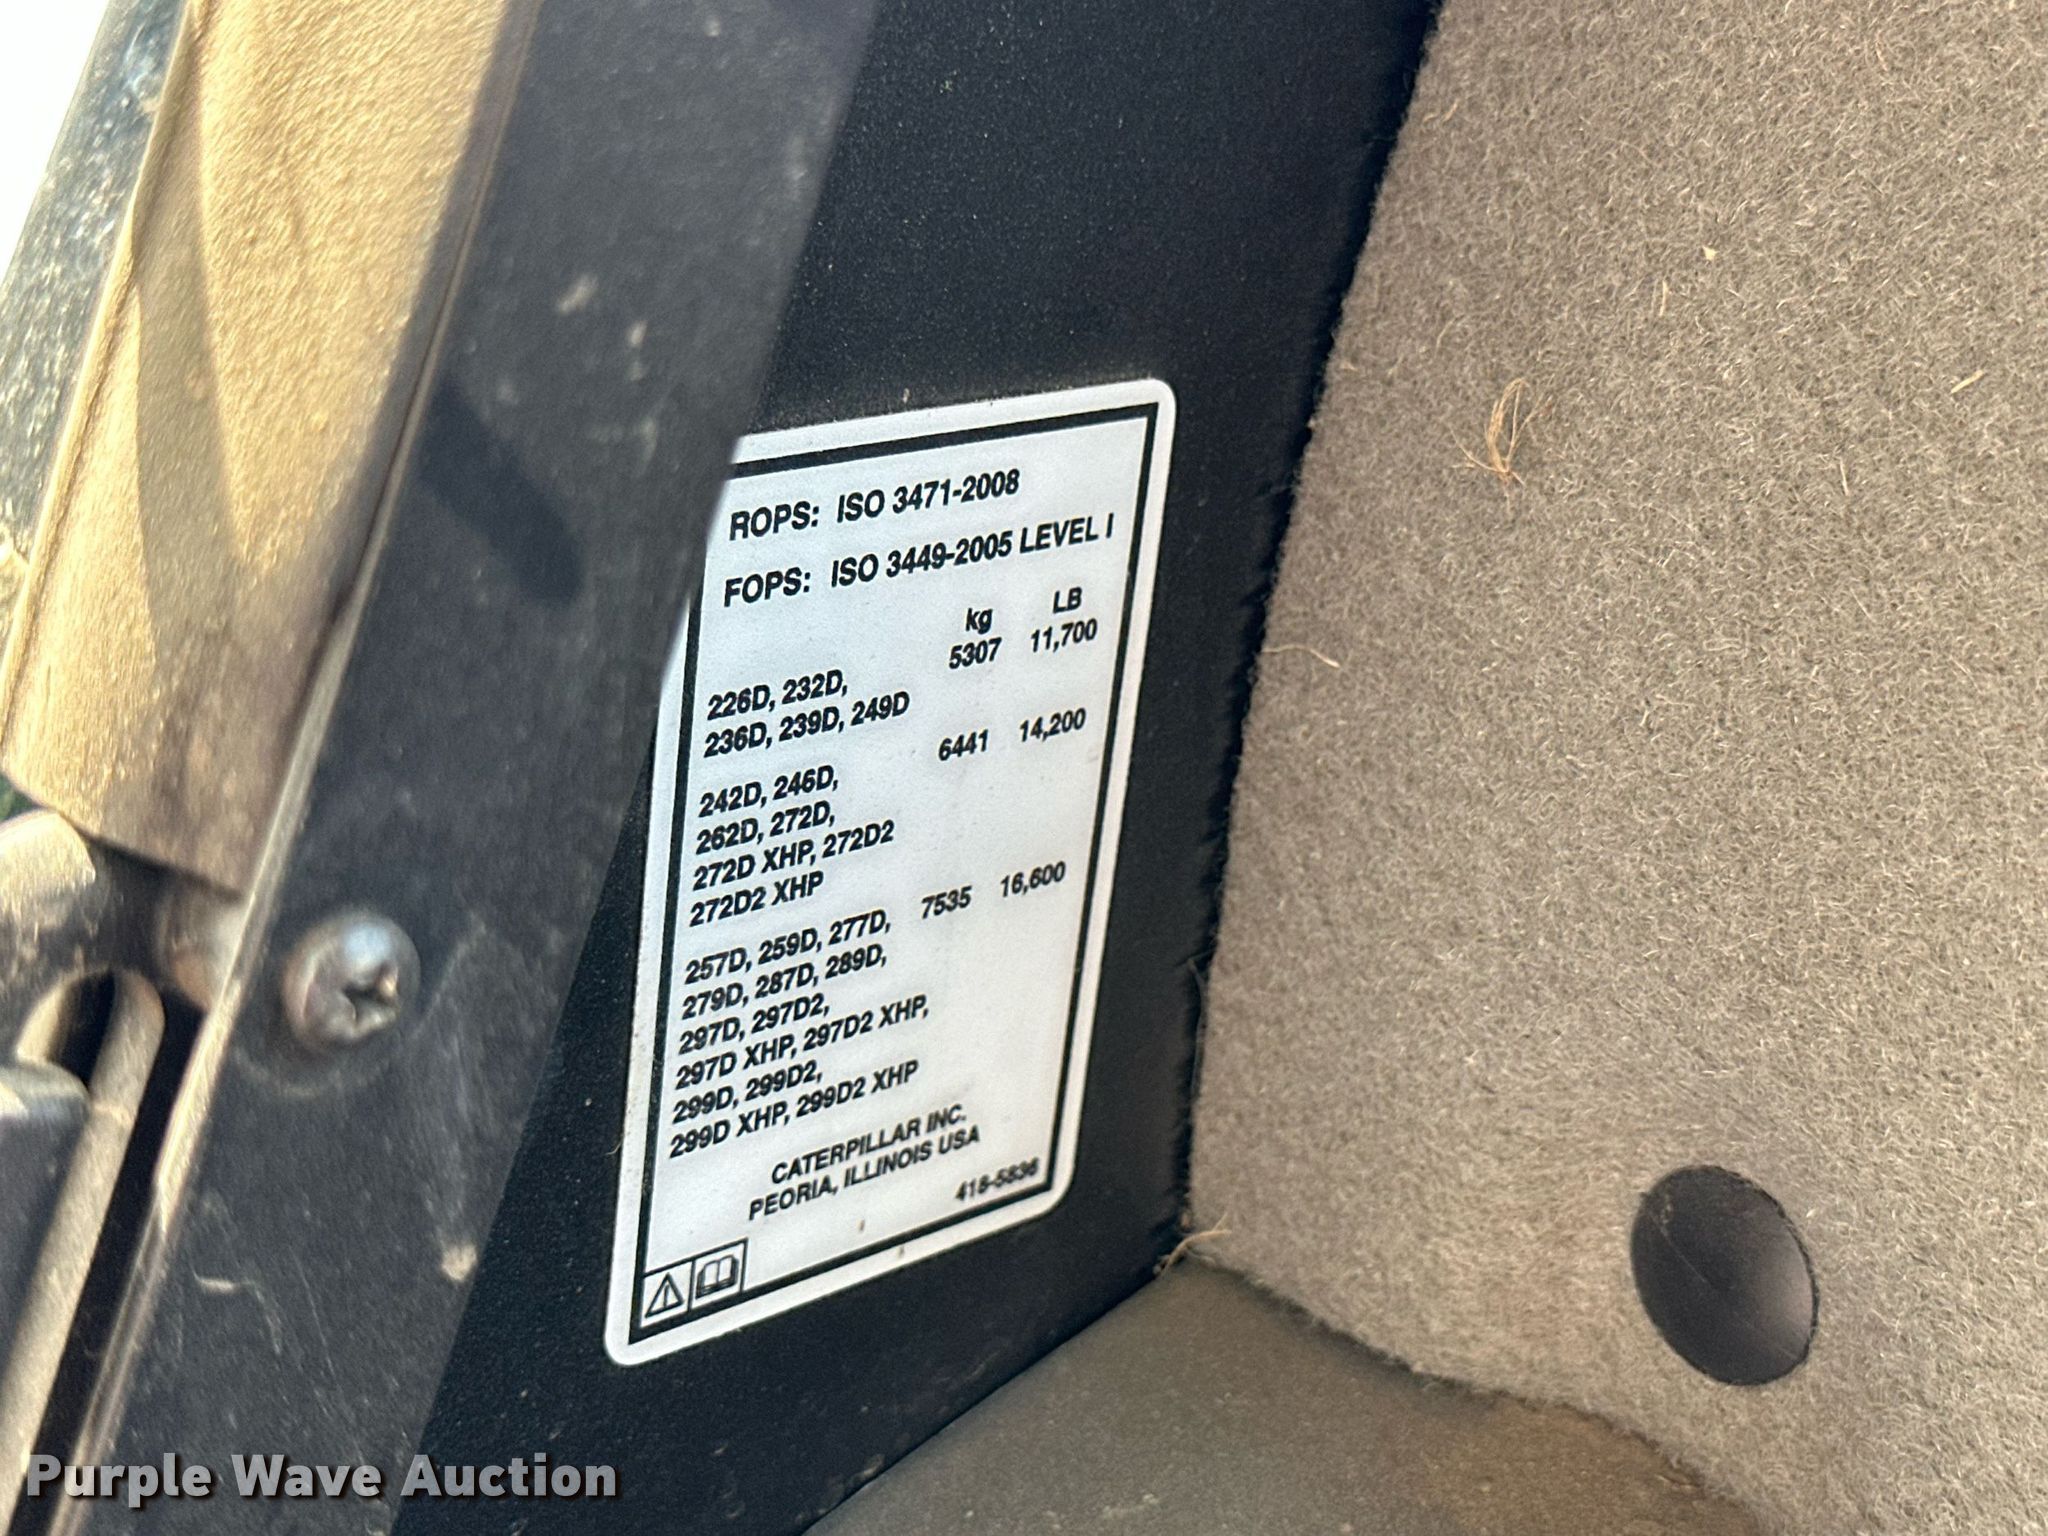 ROPS: ISO 3471-2008
FOPS: ISO 3449-2005 LEVEL I
kg LB
5307 11,700
226D, 232D,
236D, 239D, 249D
6441 14,200
242D, 246D,
262D, 272D,
272D XHP, 272D2
272D2 XHP
7535 16,600
257D, 259D, 277D,
279D, 287D, 289D,
297D, 297D2,
297D XHP, 297D2 XHP,
299D, 299D2,
299D XHP, 299D2 XHP
CATERPILLAR INC.
PEORIA, ILLINOIS USA
418-5836
Purple Wave Auction